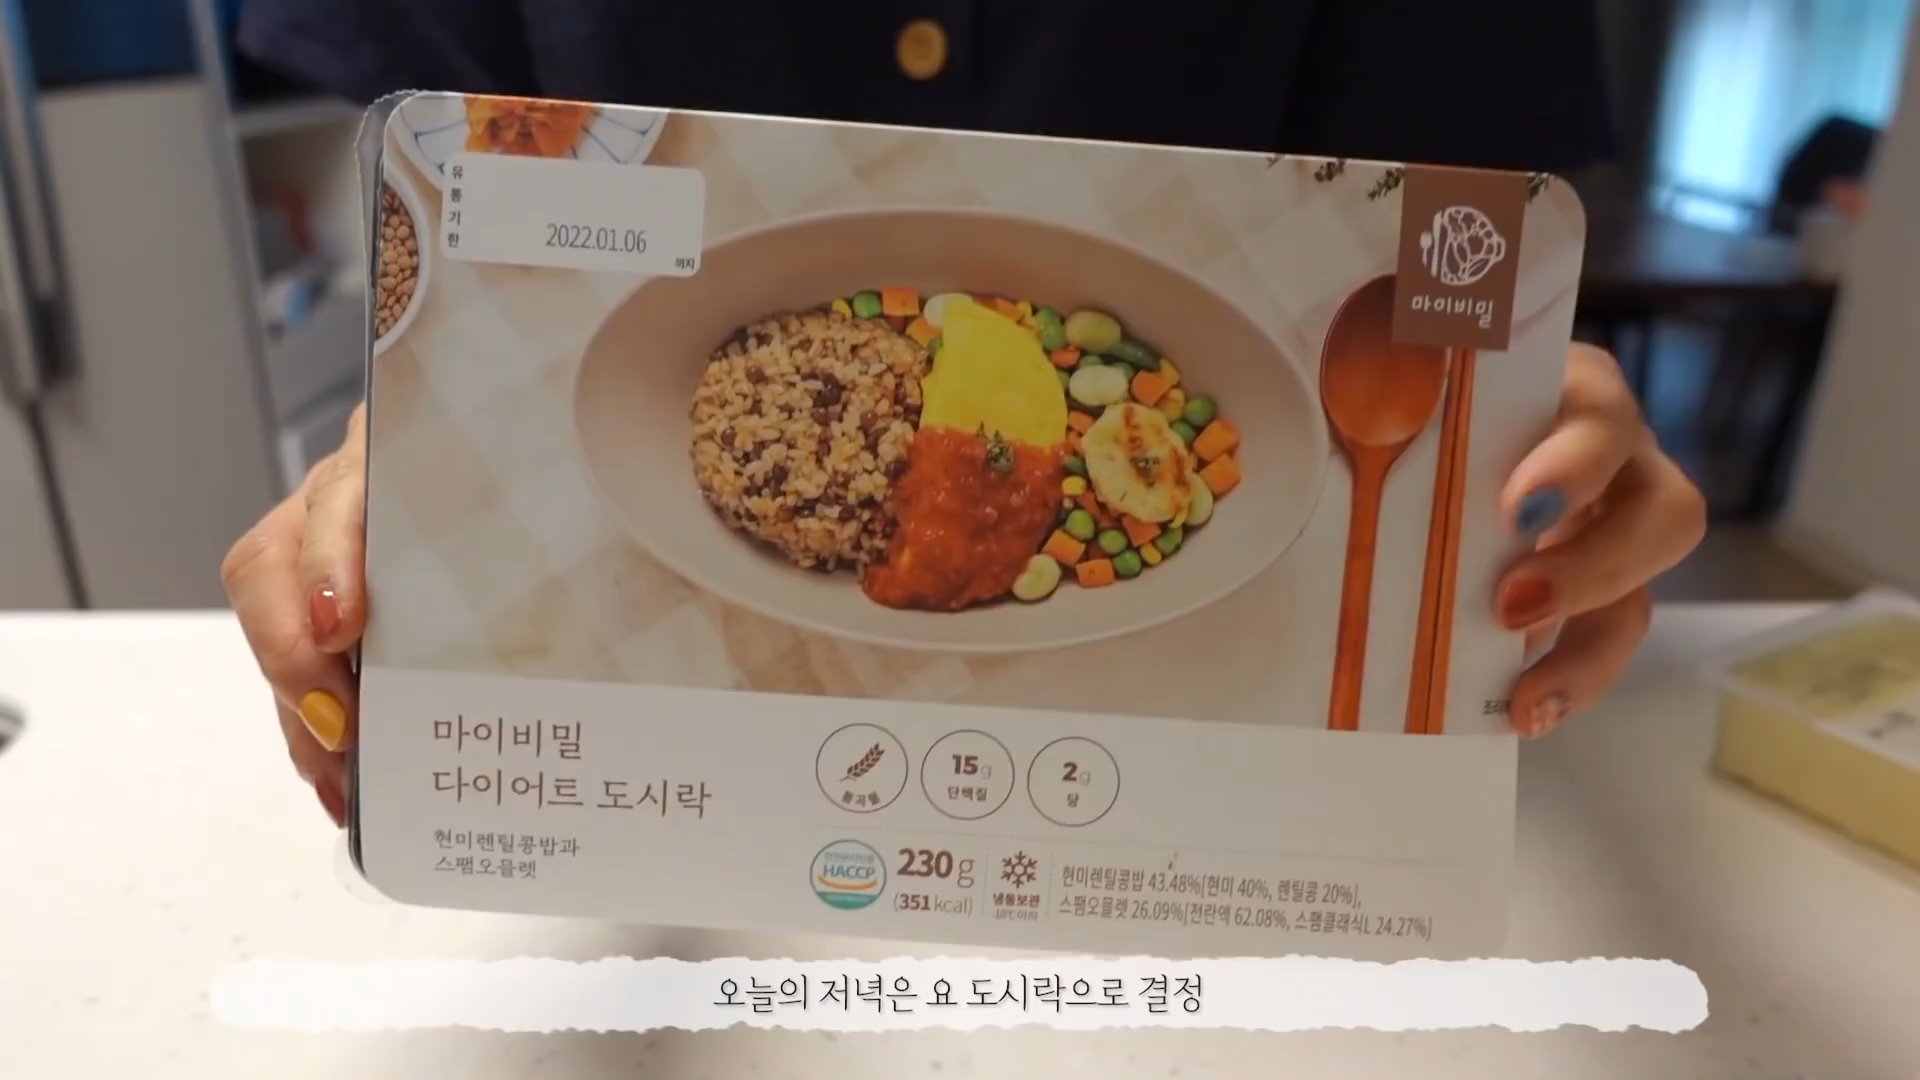 유통기한
2022.01.06
까지
마이비밀
마이비밀
다이어트 도시락
현미렌틸콩밥과
스팸오믈렛
통곡물
15g
단백질
2g
당
HACCP
230g
(351kcal)
냉동보관
-18℃이하
현미렌틸콩밥 43.48%[현미 40%, 렌틸콩 20%],
스팸오믈렛 26.09%[전란액 62.08%, 스팸클래식L 24.27%]
오늘의 저녁은 요 도시락으로 결정